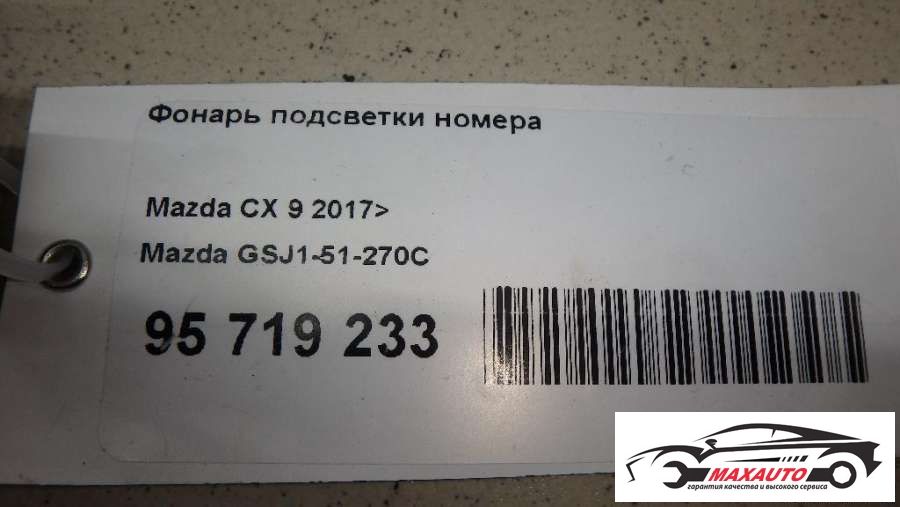 Фонарь подсветки номера
Mazda CX 9 2017>
Mazda GSJ1-51-270C
95 719 233
MAXAUTO
гарантия качества и высокого сервиса